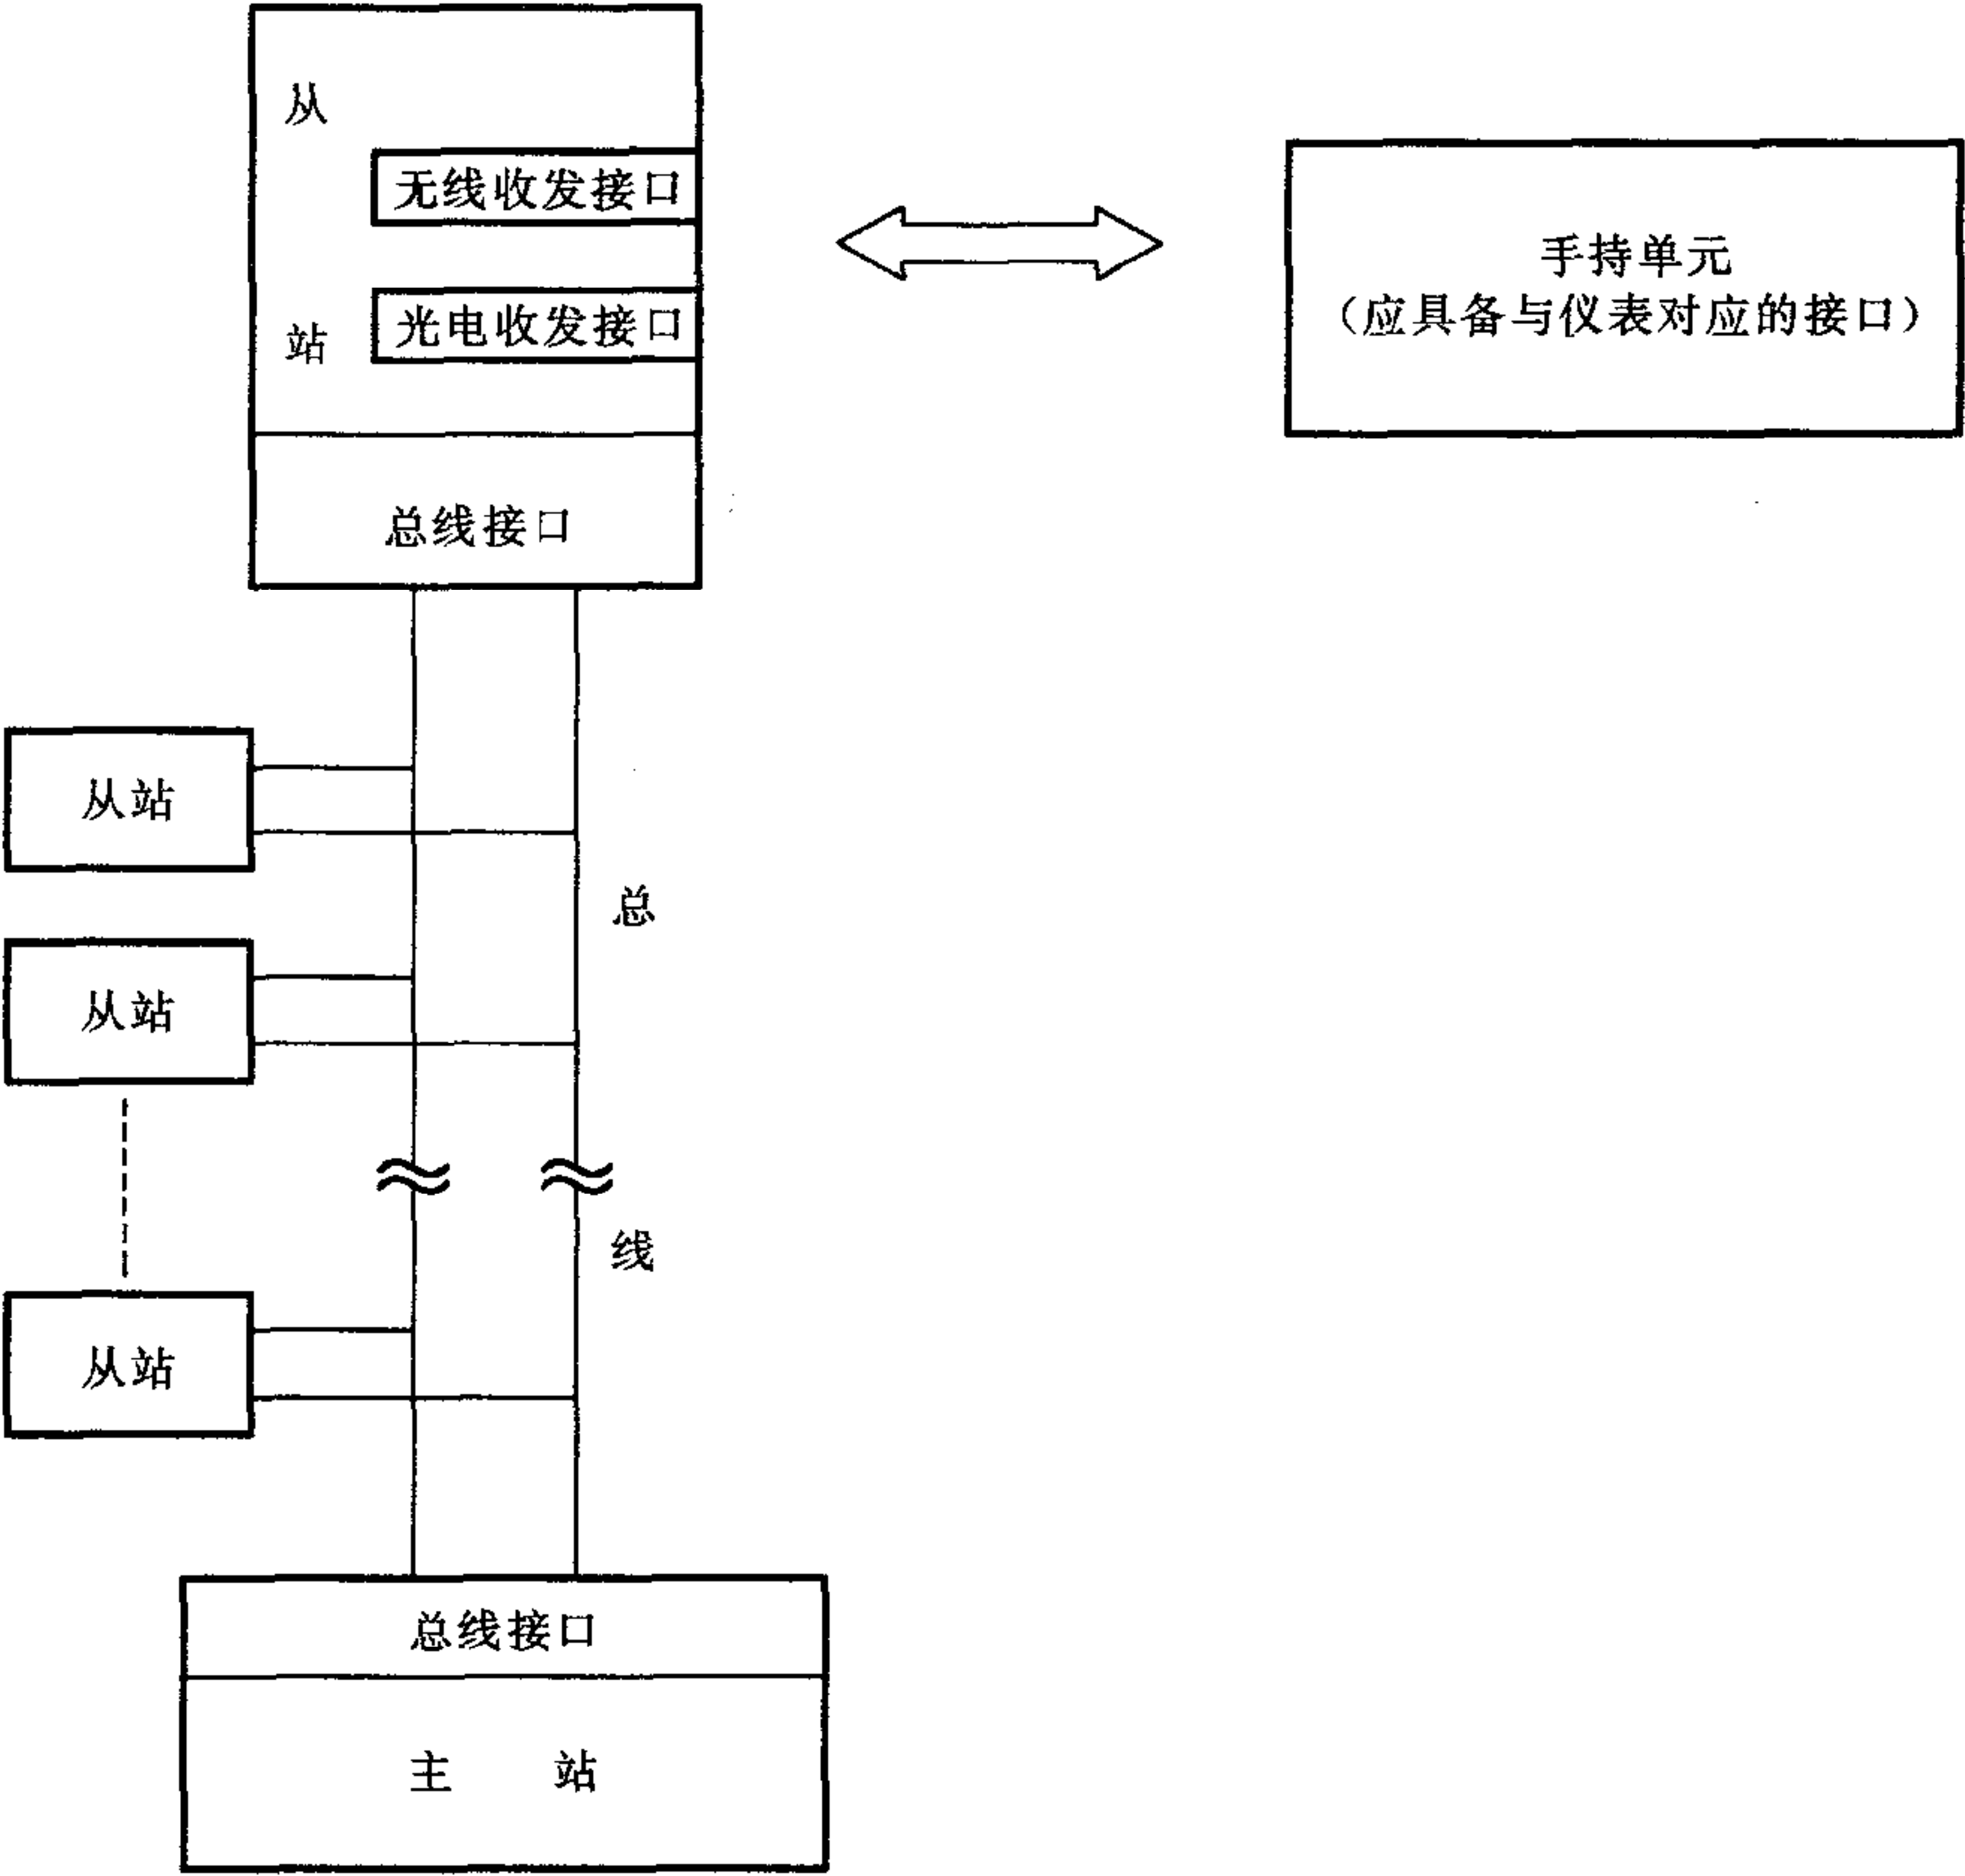 从
无线收发接口
光电收发接口
站
总线接口
手持单元
（应具备与仪表对应的接口）
从站
从站
从站
总
线
总线接口
主 站